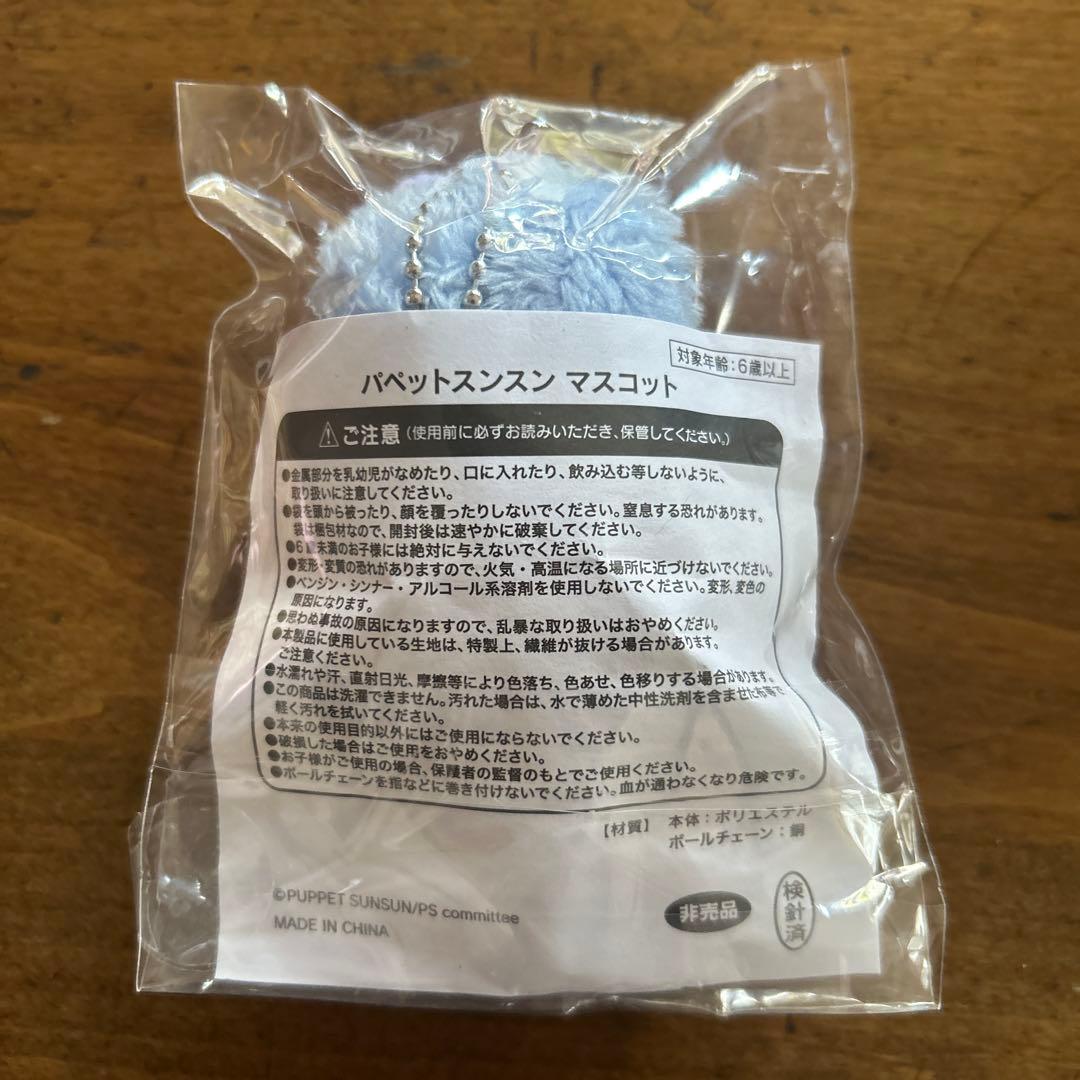 対象年齢:6歳以上
パペットスンスン マスコット
⚠ご注意(使用前に必ずお読みいただき、保管してください。)
●金属部分を乳幼児がなめたり、口に入れたり、飲み込む等しないように、
取り扱いに注意してください。
●袋を頭から被ったり、顔を覆ったりしないでください。窒息する恐れがあります。
袋は梱包材なので、開封後は速やかに破棄してください。
●6歳未満のお子様には絶対に与えないでください。
●変形・変質の恐れがありますので、火気・高温になる場所に近づけないでください。
●ベンジン・シンナー・アルコール系溶剤を使用しないでください。変形、変色の
原因になります。
●思わぬ事故の原因になりますので、乱暴な取り扱いはおやめください。
●本製品に使用している生地は、特製上、繊維が抜ける場合があります。
ご注意ください。
●水濡れや汗、直射日光、摩擦等により色落ち、色あせ、色移りする場合があります。
●この商品は洗濯できません。汚れた場合は、水で薄めた中性洗剤を含ませた布等で
軽く汚れを拭いてください。
●本来の使用目的以外にはご使用にならないでください。
●破損した場合はご使用をおやめください。
●お子様がご使用の場合、保護者の監督のもとでご使用ください。
●ボールチェーンを指などに巻き付けないでください。血が通わなくなり危険です。
【材質】 本体:ポリエステル
ボールチェーン:銅
©PUPPET SUNSUN/PS committee
MADE IN CHINA
非売品
検針済